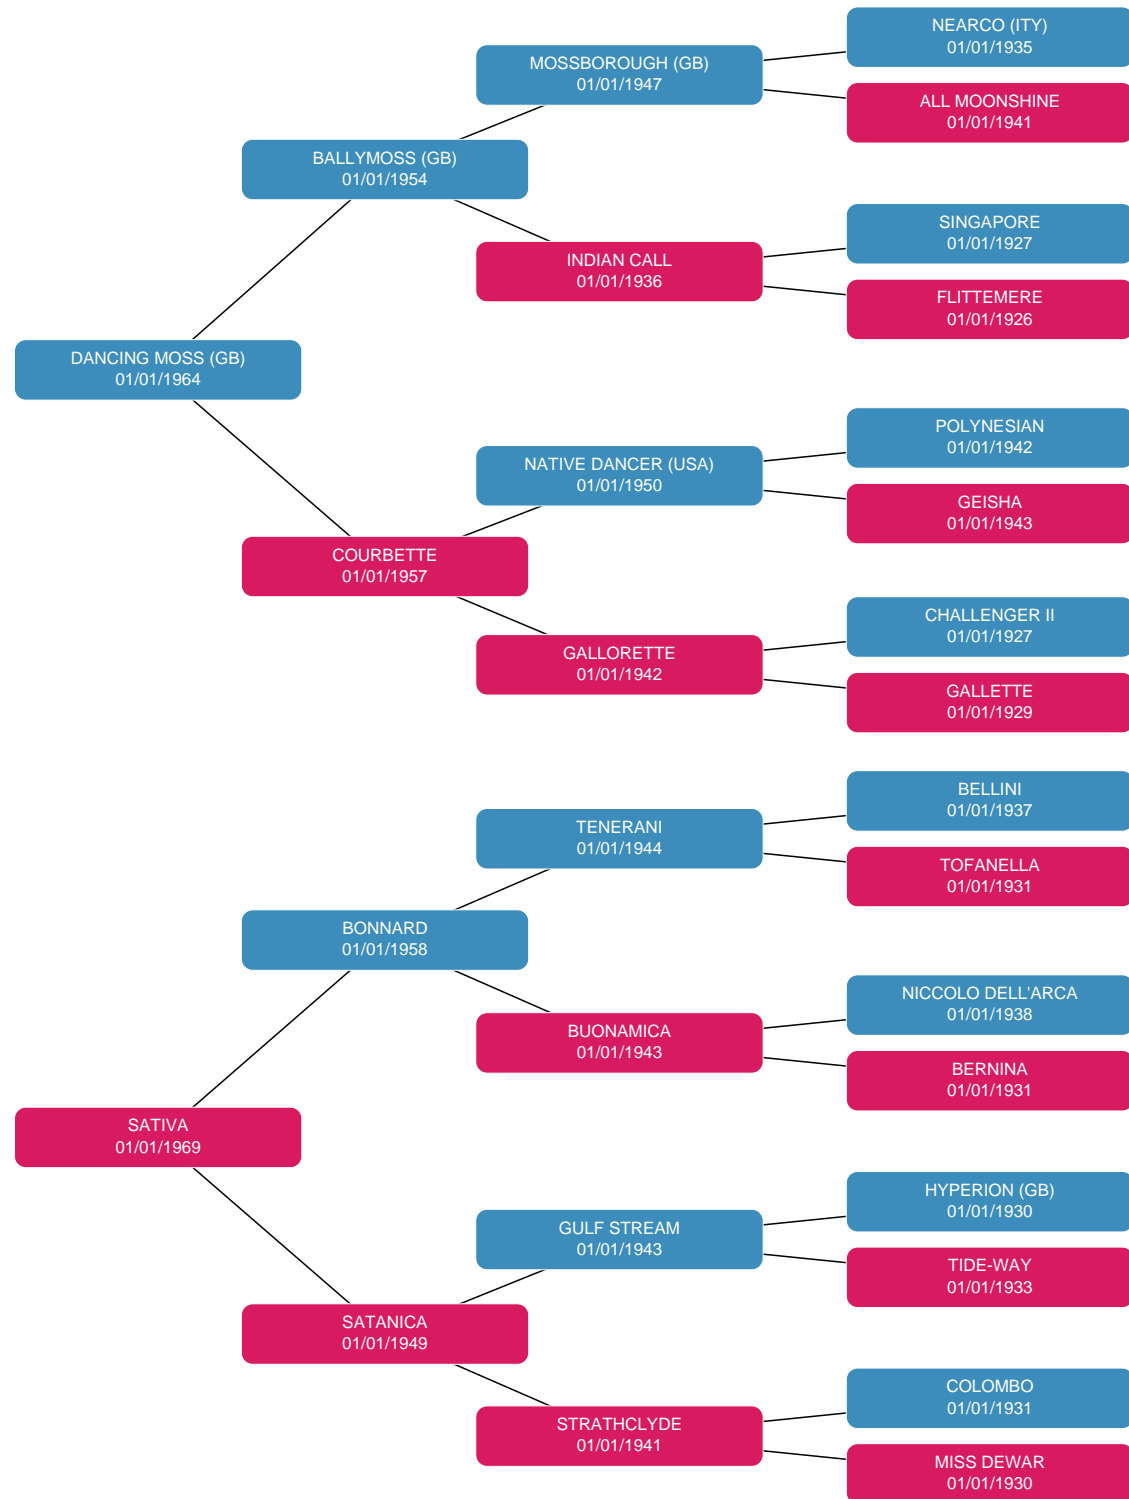 NEARCO (ITY)
01/01/1935
MOSSBOROUGH (GB)
01/01/1947
ALL MOONSHINE
01/01/1941
BALLYMOSS (GB)
01/01/1954
SINGAPORE
01/01/1927
INDIAN CALL
01/01/1936
FLITTEMERE
01/01/1926
DANCING MOSS (GB)
01/01/1964
POLYNESIAN
01/01/1942
NATIVE DANCER (USA)
01/01/1950
GEISHA
01/01/1943
COURBETTE
01/01/1957
CHALLENGER II
01/01/1927
GALLORETTE
01/01/1942
GALLETTE
01/01/1929
BELLINI
01/01/1937
TENERANI
01/01/1944
TOFANELLA
01/01/1931
BONNARD
01/01/1958
NICCOLO DELL'ARCA
01/01/1938
BUONAMICA
01/01/1943
BERNINA
01/01/1931
SATIVA
01/01/1969
HYPERION (GB)
01/01/1930
GULF STREAM
01/01/1943
TIDE-WAY
01/01/1933
SATANICA
01/01/1949
COLOMBO
01/01/1931
STRATHCLYDE
01/01/1941
MISS DEWAR
01/01/1930